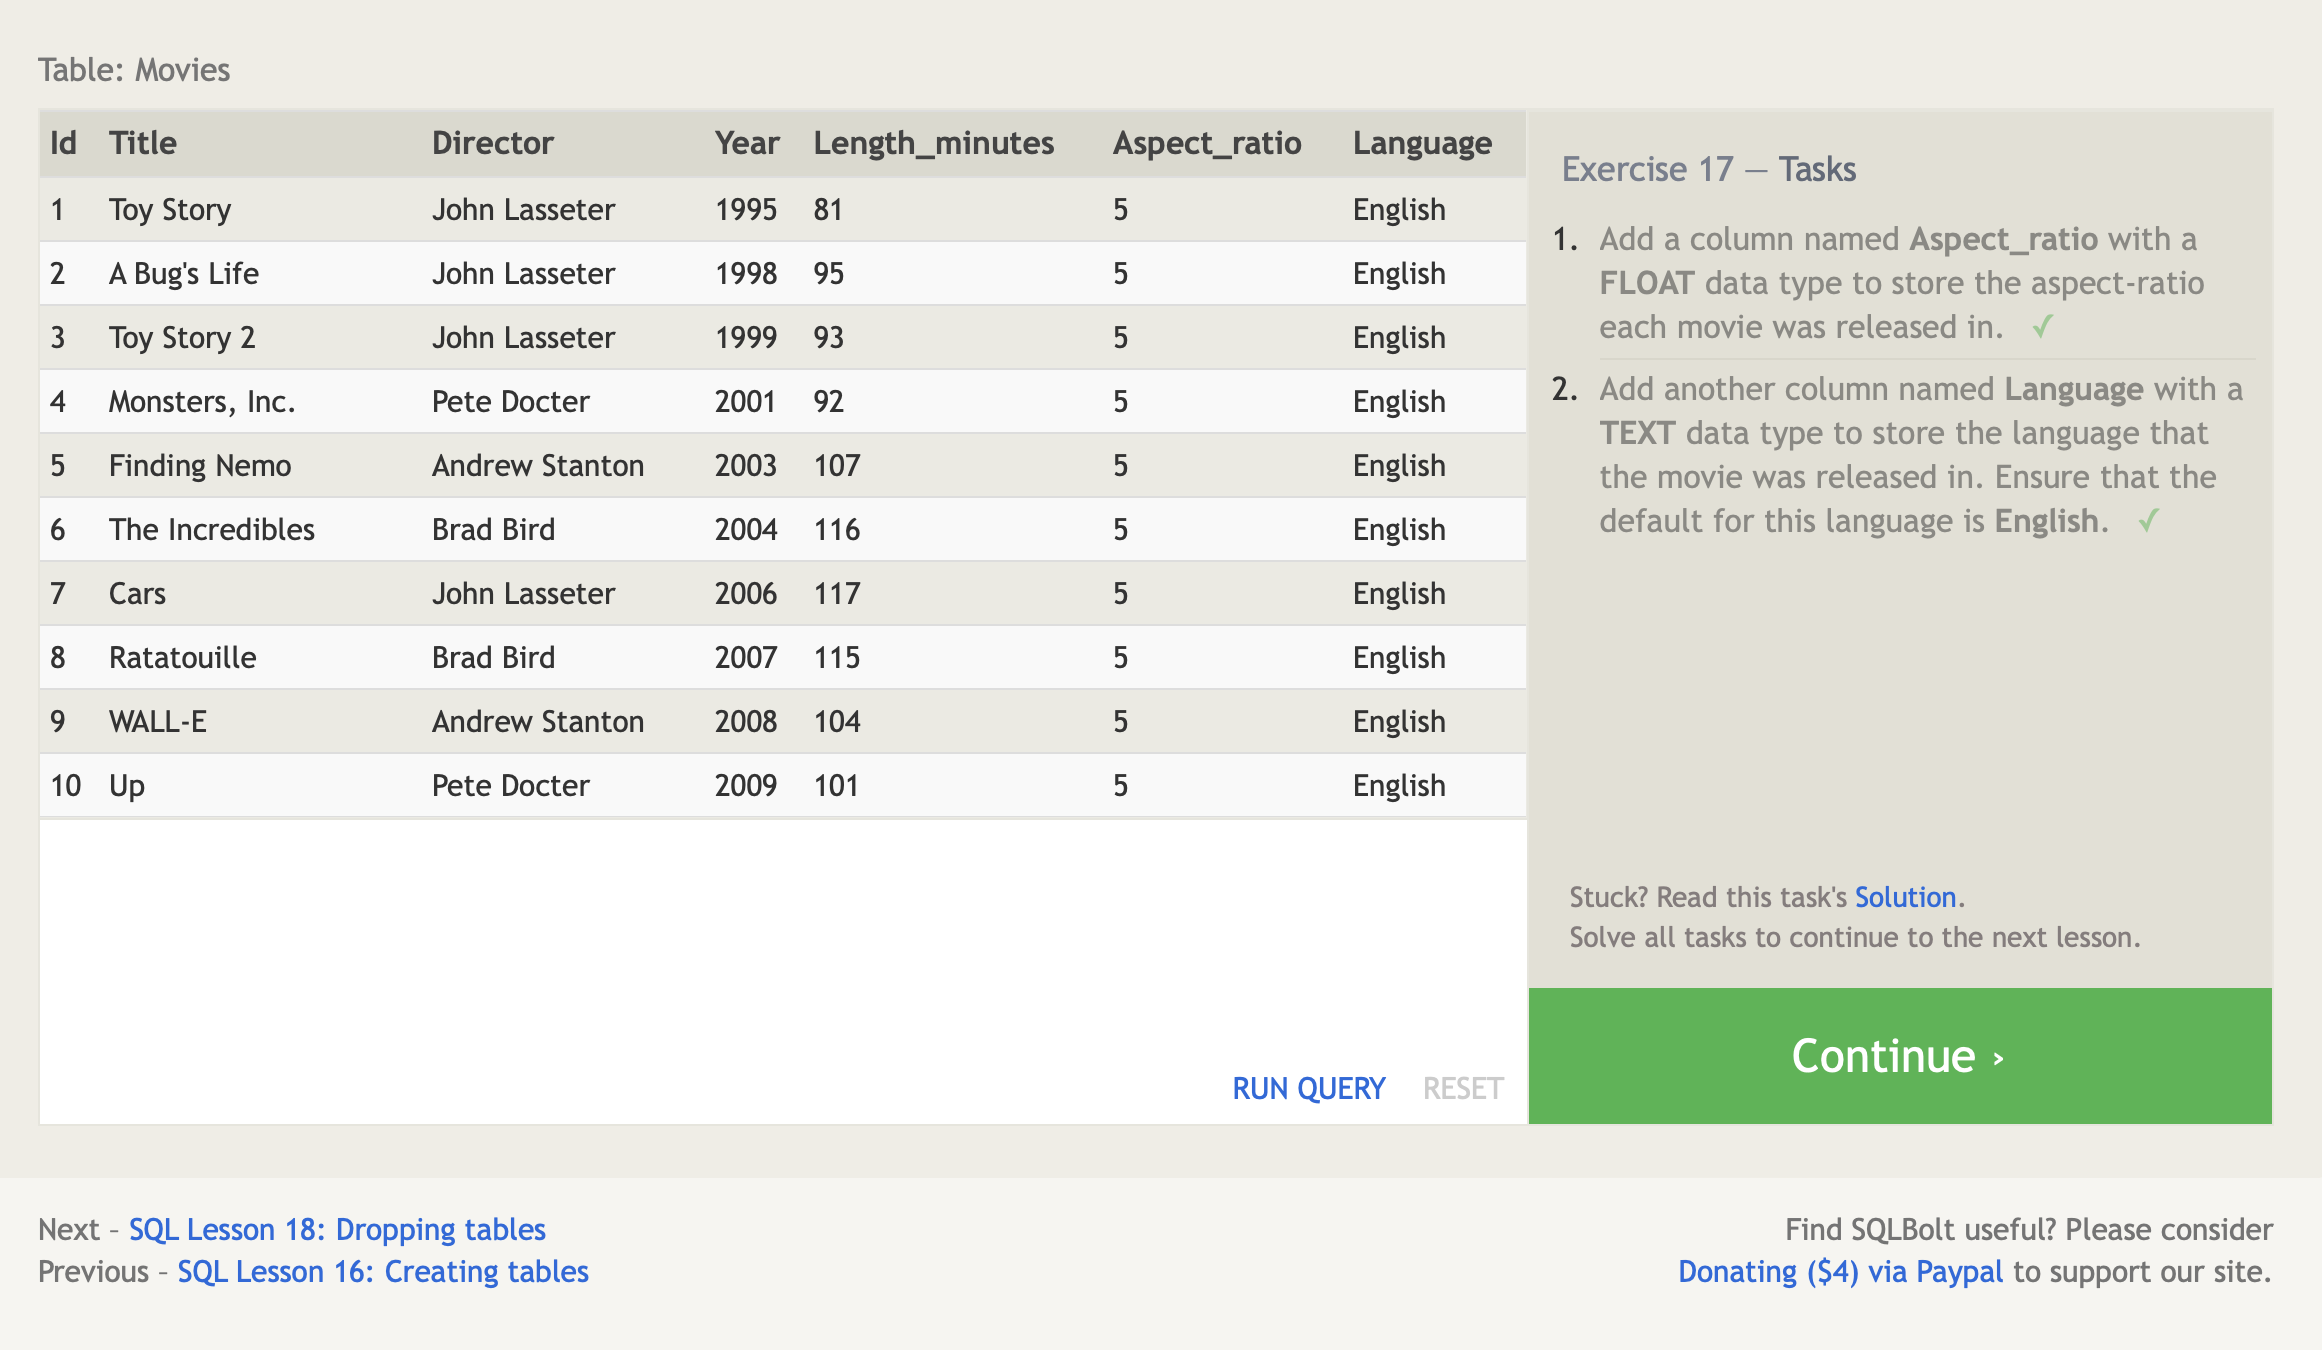 Table: Movies
Id Title Director Year Length_minutes Aspect_ratio Language
1 Toy Story John Lasseter 1995 81 5 English
2 A Bug's Life John Lasseter 1998 95 5 English
3 Toy Story 2 John Lasseter 1999 93 5 English
4 Monsters, Inc. Pete Docter 2001 92 5 English
5 Finding Nemo Andrew Stanton 2003 107 5 English
6 The Incredibles Brad Bird 2004 116 5 English
7 Cars John Lasseter 2006 117 5 English
8 Ratatouille Brad Bird 2007 115 5 English
9 WALL-E Andrew Stanton 2008 104 5 English
10 Up Pete Docter 2009 101 5 English
RUN QUERY RESET
Exercise 17 — Tasks
1. Add a column named Aspect_ratio with a
FLOAT data type to store the aspect-ratio
each movie was released in. ✓
2. Add another column named Language with a
TEXT data type to store the language that
the movie was released in. Ensure that the
default for this language is English. ✓
Stuck? Read this task's Solution.
Solve all tasks to continue to the next lesson.
Continue ›
Next – SQL Lesson 18: Dropping tables
Previous – SQL Lesson 16: Creating tables
Find SQLBolt useful? Please consider
Donating ($4) via Paypal to support our site.